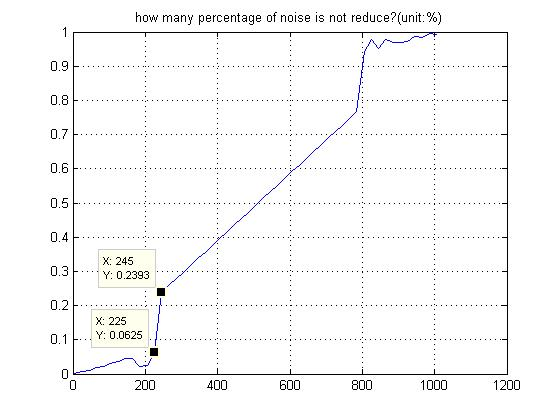 how many percentage of noise is not reduce?(unit:%)
1
0.9
0.8
0.7
0.6
0.5
0.4
0.3
0.2
0.1
0
X: 245
Y: 0.2393
X: 225
Y: 0.0625
0 200 400 600 800 1000 1200